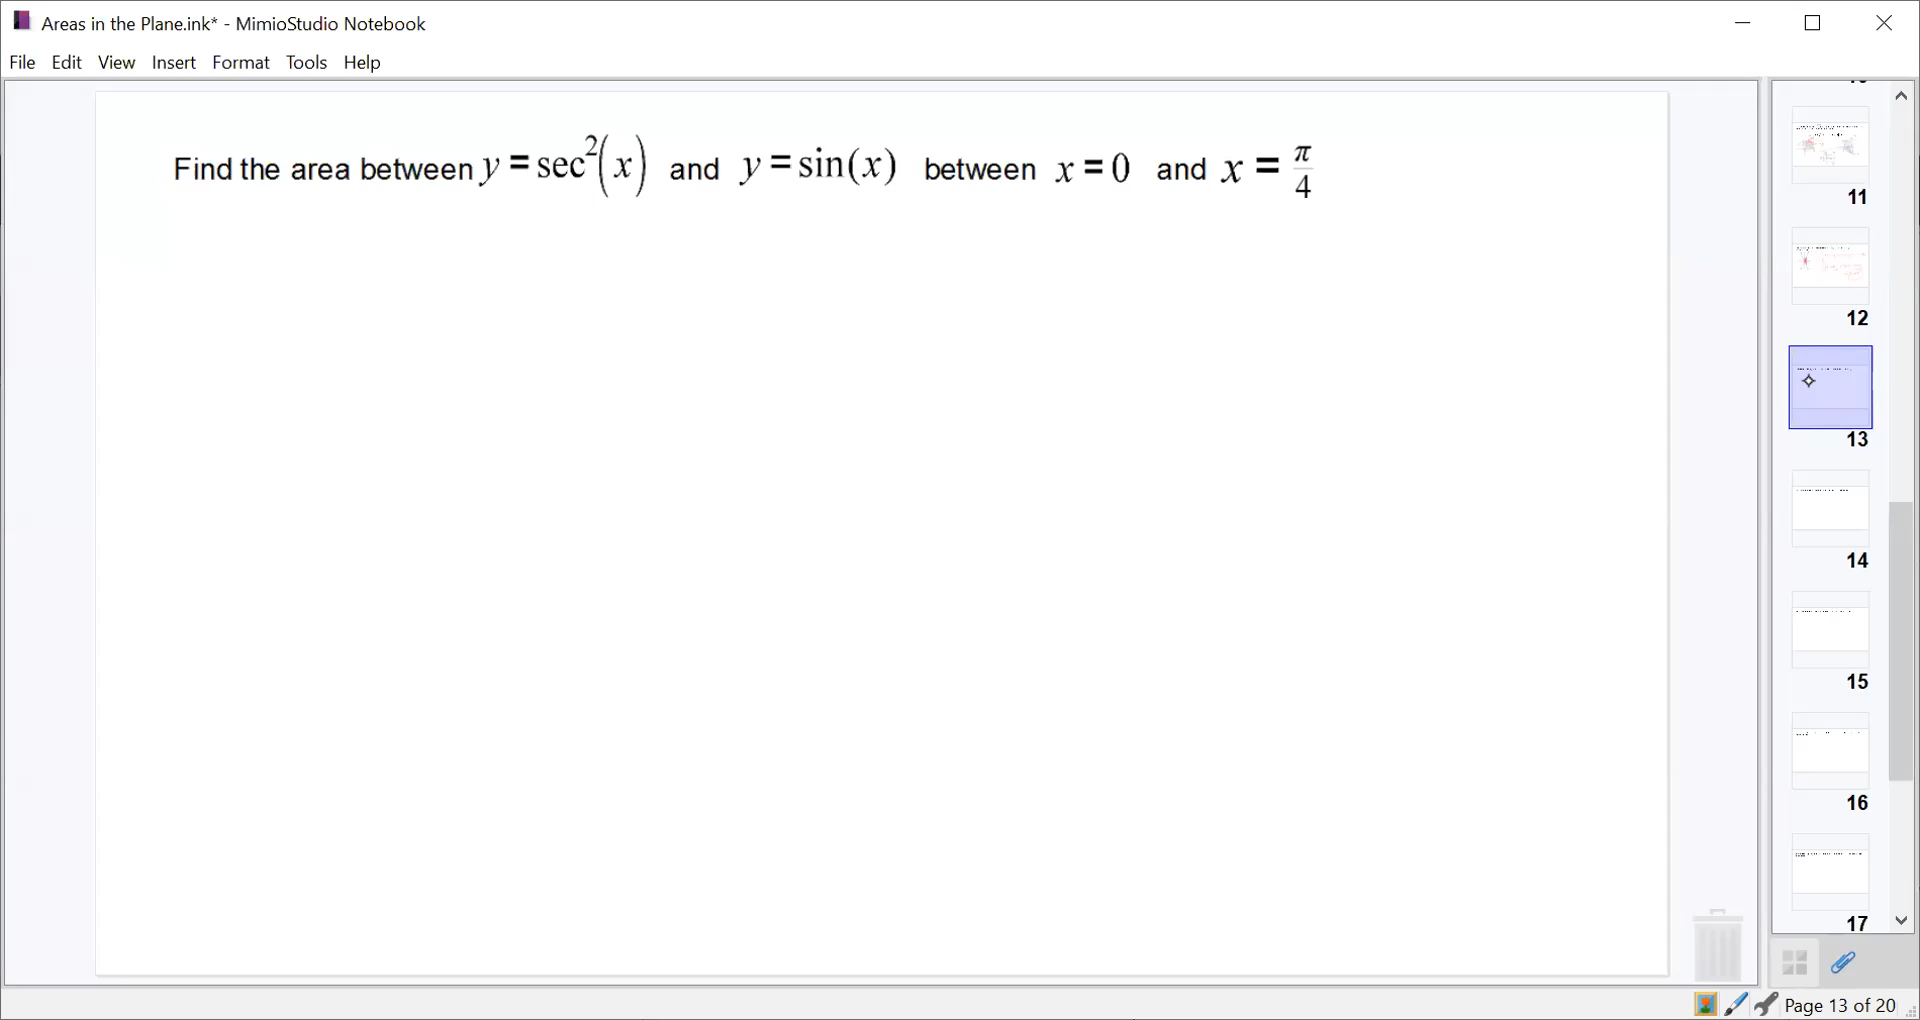 Areas in the Plane.ink* - MimioStudio Notebook
File Edit View Insert Format Tools Help
Find the area between y = sec²(x) and y = sin(x) between x = 0 and x = π/4
11
12
13
14
15
16
17
Page 13 of 20